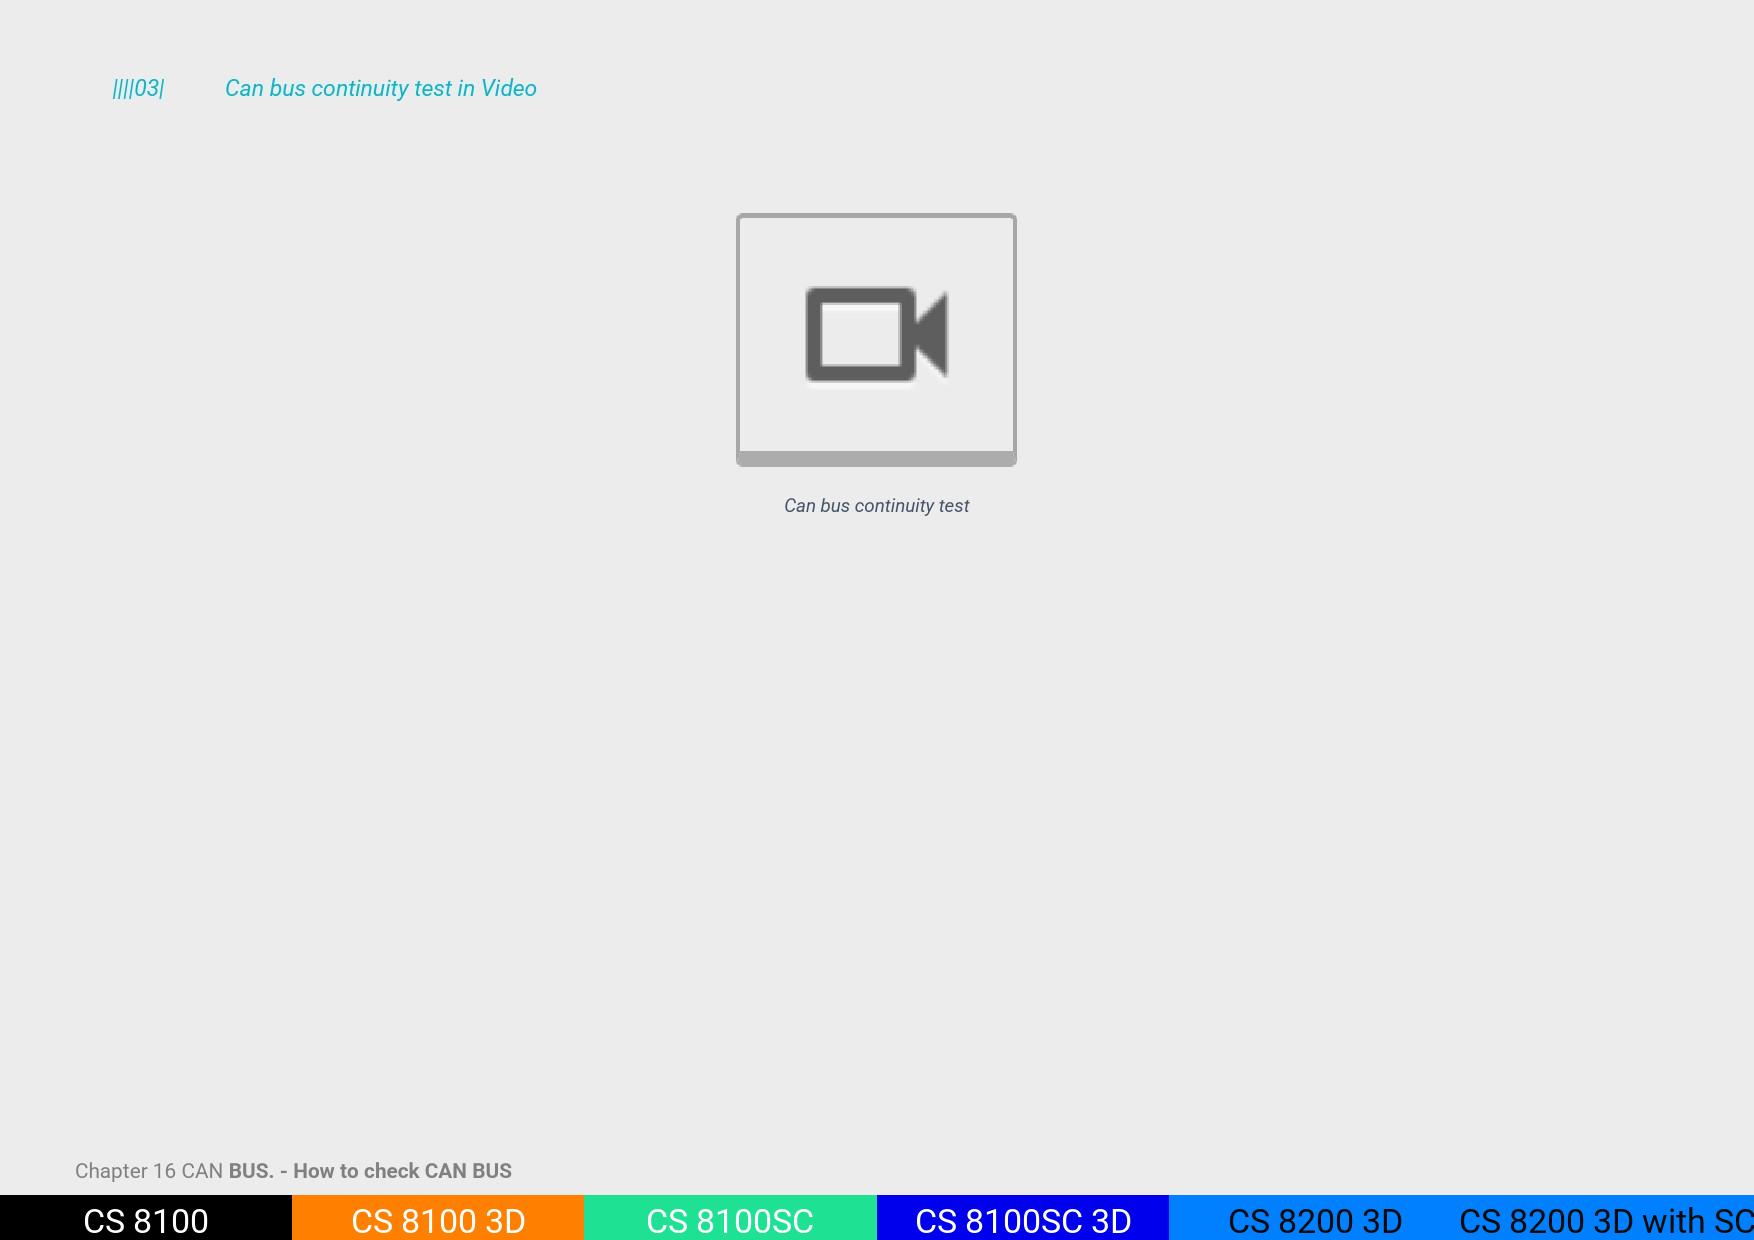 ||||03| Can bus continuity test in Video
Can bus continuity test
Chapter 16 CAN BUS. - How to check CAN BUS
CS 8100 CS 8100 3D CS 8100SC CS 8100SC 3D CS 8200 3D CS 8200 3D with SC